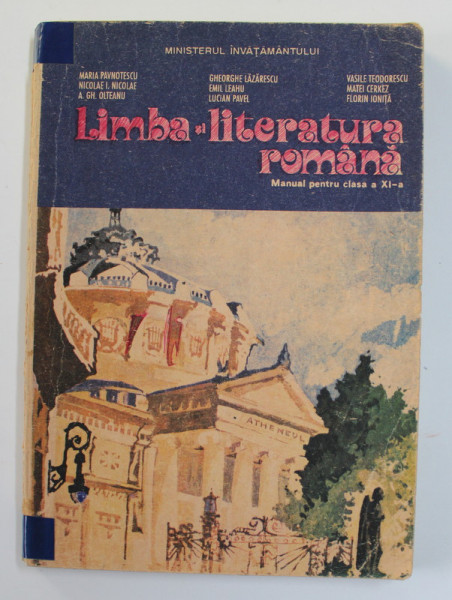 MINISTERUL ÎNVĂȚĂMÂNTULUI
MARIA PAVNOTESCU
NICOLAE I. NICOLAE
A. GH. OLTEANU
GHEORGHE LĂZĂRESCU
EMIL LEAHU
LUCIAN PAVEL
VASILE TEODORESCU
MATEI CERKEZ
FLORIN IONIȚĂ
Limba și literatura
română
Manual pentru clasa a XI-a
ATHENEUL